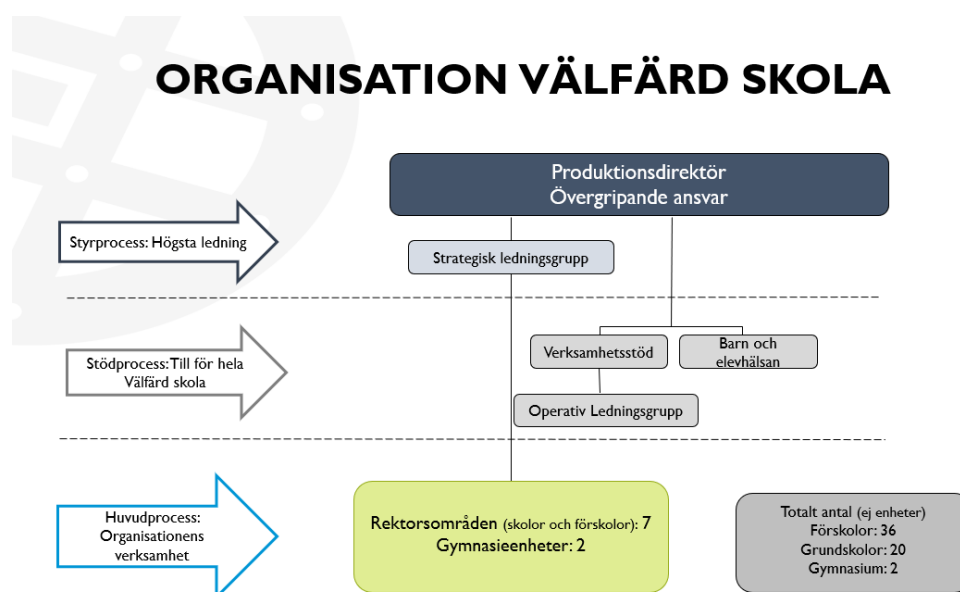 ORGANISATION VÄLFÄRD SKOLA
Produktionsdirektör
Övergripande ansvar
Styrprocess: Högsta ledning
Strategisk ledningsgrupp
Stödprocess: Till för hela
Välfärd skola
Verksamhetsstöd
Barn och
elevhälsan
Operativ Ledningsgrupp
Huvudprocess:
Organisationens
verksamhet
Rektorsområden (skolor och förskolor): 7
Gymnasieenheter: 2
Totalt antal (ej enheter)
Förskolor: 36
Grundskolor: 20
Gymnasium: 2